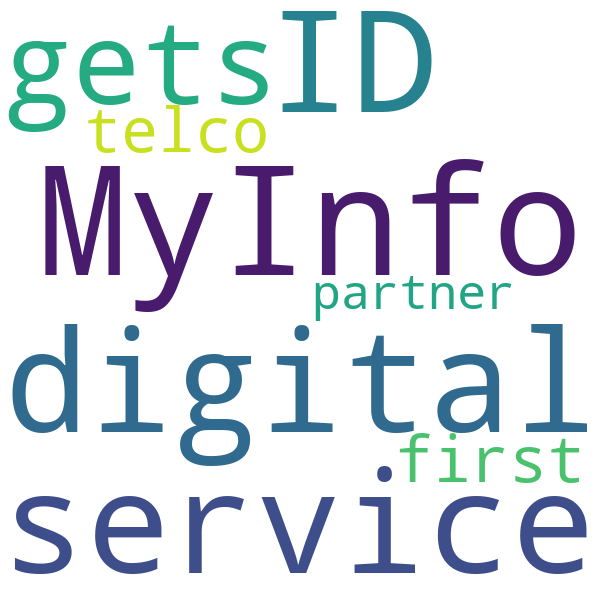 gets ID
telco
MyInfo
partner
digital
first
service